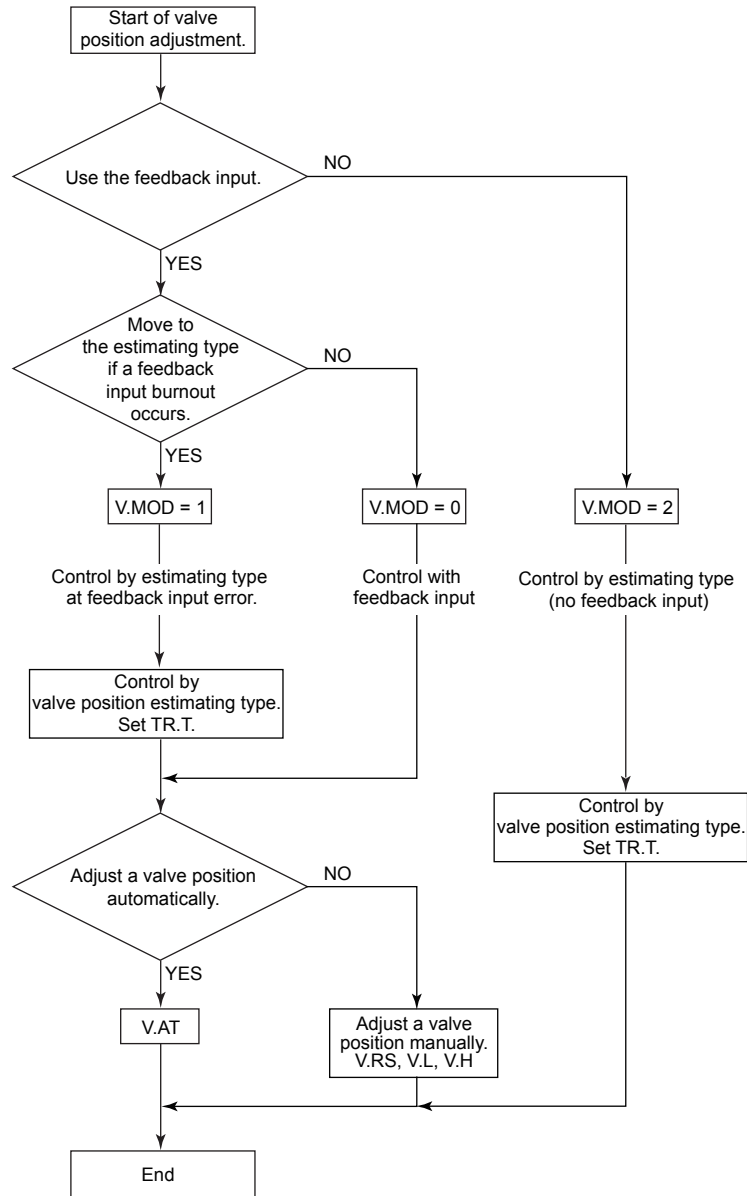 Start of valve
position adjustment.
Use the feedback input.
NO
YES
Move to
the estimating type
if a feedback
input burnout
occurs.
NO
YES
V.MOD = 1
V.MOD = 0
V.MOD = 2
Control by estimating type
at feedback input error.
Control with
feedback input
Control by estimating type
(no feedback input)
Control by
valve position estimating type.
Set TR.T.
Control by
valve position estimating type.
Set TR.T.
Adjust a valve position
automatically.
NO
YES
V.AT
Adjust a valve
position manually.
V.RS, V.L, V.H
End